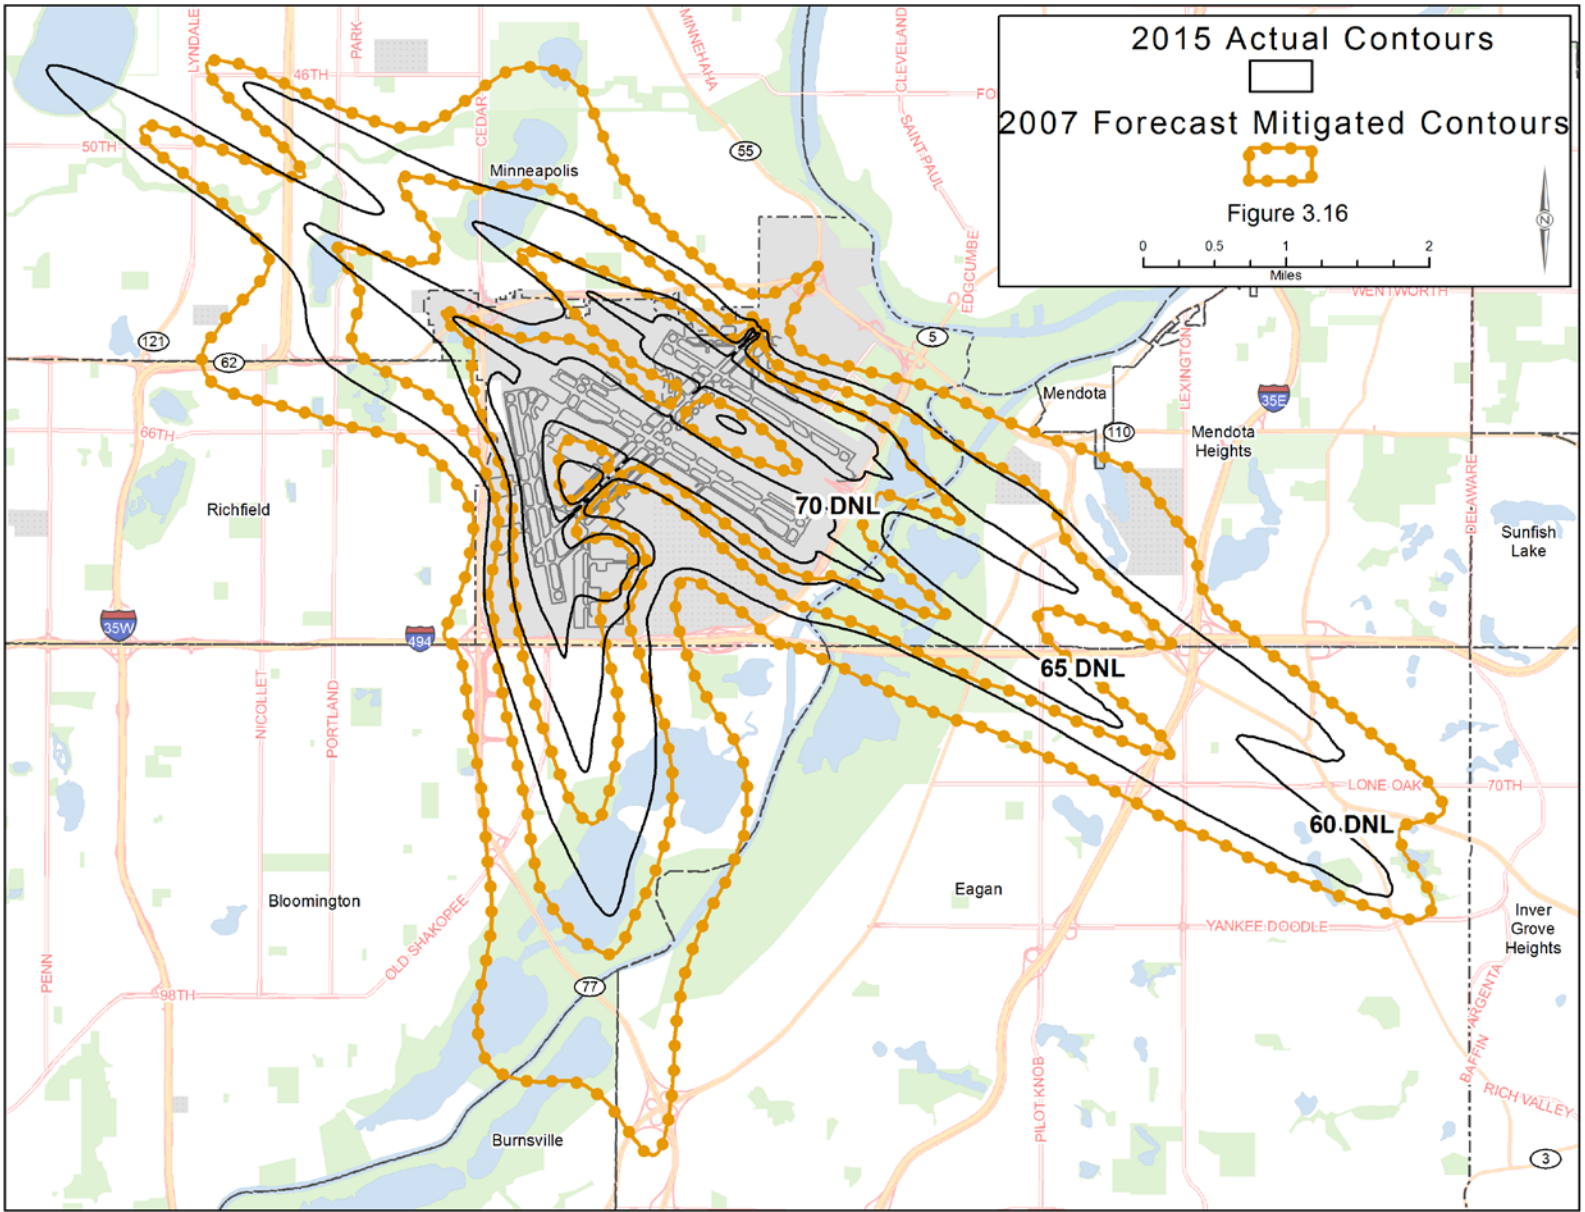 2015 Actual Contours
2007 Forecast Mitigated Contours
Figure 3.16
0 0.5 1 2
Miles
N
LYNDALE
PARK
46TH
CEDAR
MINNEHAHA
CLEVELAND
SAINT PAUL
FO
50TH
55
Minneapolis
EDGCUMBE
5
WENTWORTH
LEXINGTON
121
62
Mendota
35E
110
Mendota
Heights
66TH
Richfield
70 DNL
DELAWARE
Sunfish
Lake
35W
494
65 DNL
NICOLLET
PORTLAND
LONE OAK
70TH
60 DNL
Bloomington
Eagan
OLD SHAKOPEE
YANKEE DOODLE
Inver
Grove
Heights
PENN
98TH
77
ARGENTA
BAFFIN
PILOT KNOB
RICH VALLEY
Burnsville
3